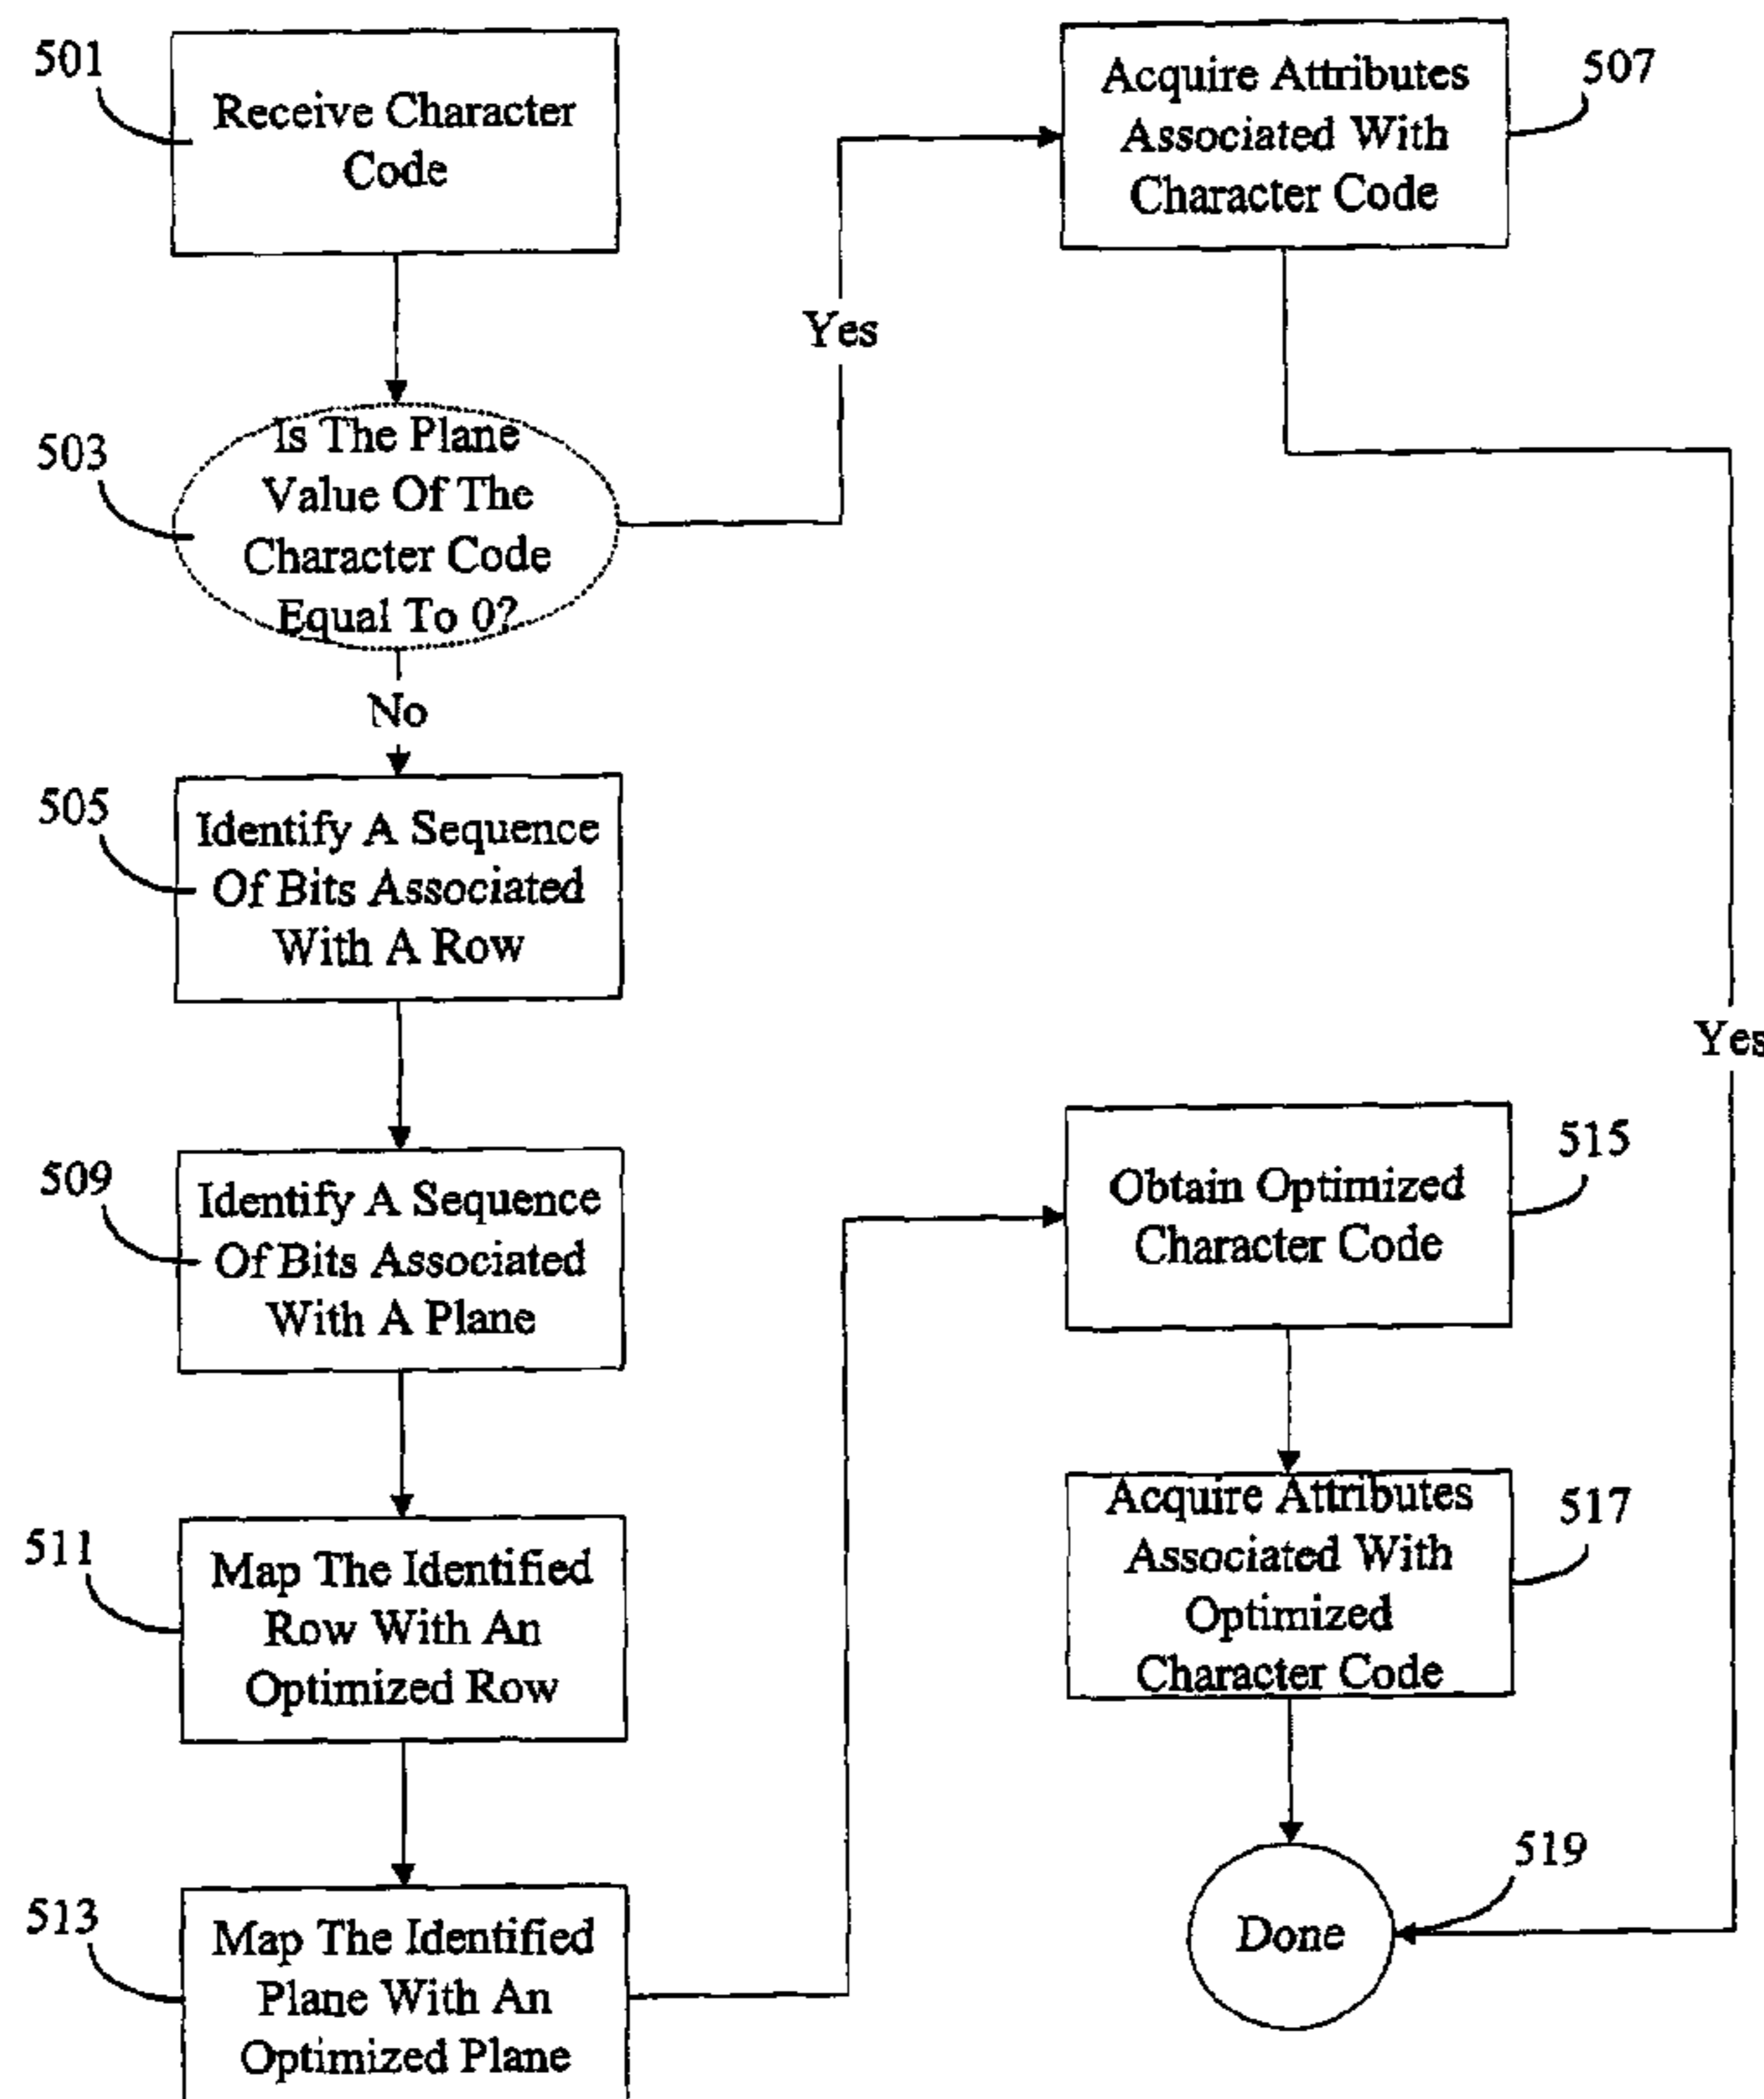 501
Receive Character
Code
503
Is The Plane
Value Of The
Character Code
Equal To 0?
Yes
No
507
Acquire Attributes
Associated With
Character Code
Yes
505
Identify A Sequence
Of Bits Associated
With A Row
509
Identify A Sequence
Of Bits Associated
With A Plane
511
Map The Identified
Row With An
Optimized Row
513
Map The Identified
Plane With An
Optimized Plane
515
Obtain Optimized
Character Code
517
Acquire Attributes
Associated With
Optimized
Character Code
519
Done